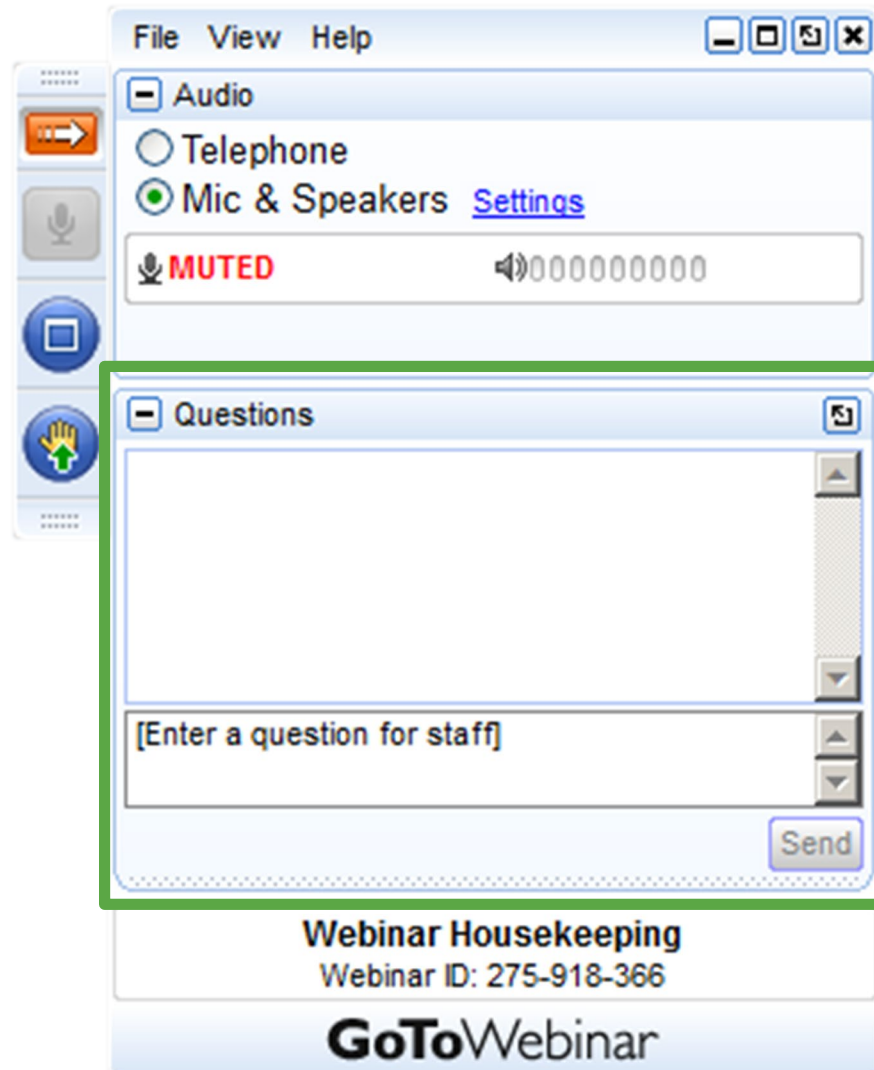 File View Help
Audio
Telephone
Mic & Speakers Settings
MUTED
Questions
[Enter a question for staff]
Send
Webinar Housekeeping
Webinar ID: 275-918-366
GoToWebinar